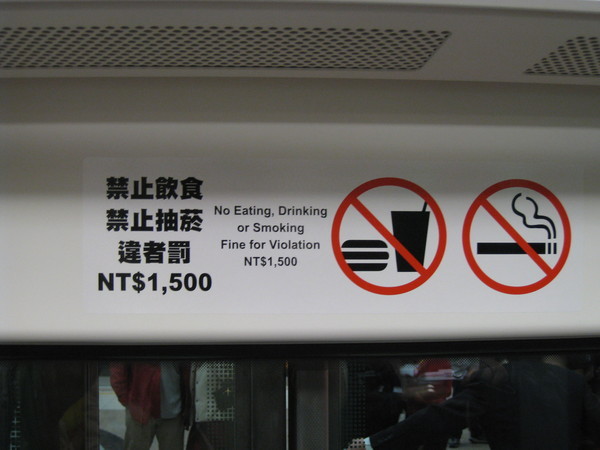 禁止飲食
禁止抽菸
違者罰
NT$1,500
No Eating, Drinking
or Smoking
Fine for Violation
NT$1,500